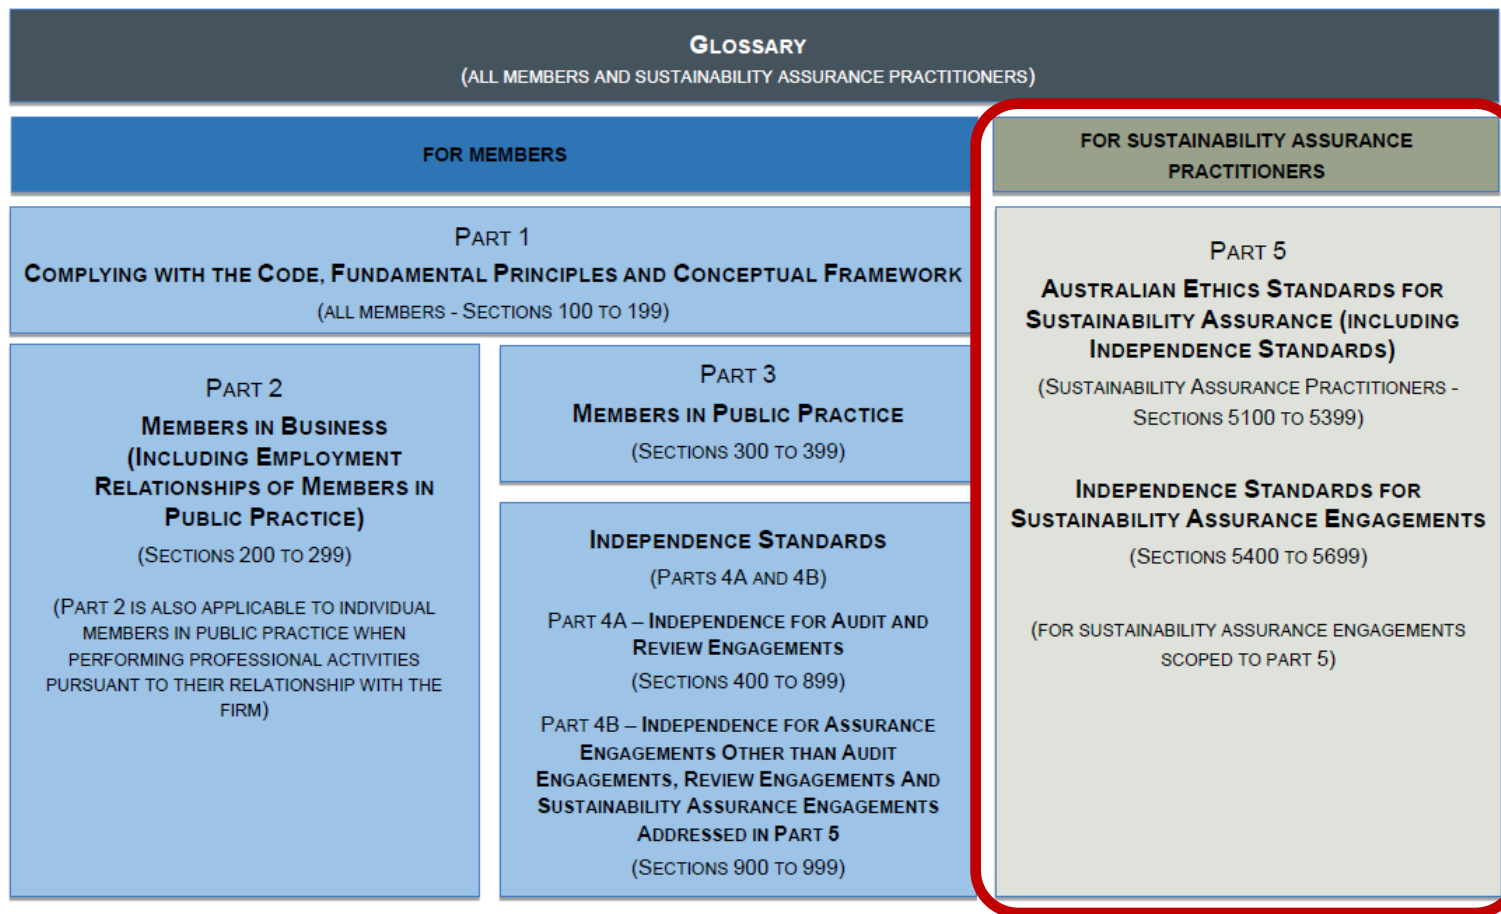 GLOSSARY
(ALL MEMBERS AND SUSTAINABILITY ASSURANCE PRACTITIONERS)
FOR MEMBERS
FOR SUSTAINABILITY ASSURANCE
PRACTITIONERS
PART 1
COMPLYING WITH THE CODE, FUNDAMENTAL PRINCIPLES AND CONCEPTUAL FRAMEWORK
(ALL MEMBERS - SECTIONS 100 TO 199)
PART 2
MEMBERS IN BUSINESS
(INCLUDING EMPLOYMENT
RELATIONSHIPS OF MEMBERS IN
PUBLIC PRACTICE)
(SECTIONS 200 TO 299)
(PART 2 IS ALSO APPLICABLE TO INDIVIDUAL
MEMBERS IN PUBLIC PRACTICE WHEN
PERFORMING PROFESSIONAL ACTIVITIES
PURSUANT TO THEIR RELATIONSHIP WITH THE
FIRM)
PART 3
MEMBERS IN PUBLIC PRACTICE
(SECTIONS 300 TO 399)
INDEPENDENCE STANDARDS
(PARTS 4A AND 4B)
PART 4A – INDEPENDENCE FOR AUDIT AND
REVIEW ENGAGEMENTS
(SECTIONS 400 TO 899)
PART 4B – INDEPENDENCE FOR ASSURANCE
ENGAGEMENTS OTHER THAN AUDIT
ENGAGEMENTS, REVIEW ENGAGEMENTS AND
SUSTAINABILITY ASSURANCE ENGAGEMENTS
ADDRESSED IN PART 5
(SECTIONS 900 TO 999)
PART 5
AUSTRALIAN ETHICS STANDARDS FOR
SUSTAINABILITY ASSURANCE (INCLUDING
INDEPENDENCE STANDARDS)
(SUSTAINABILITY ASSURANCE PRACTITIONERS -
SECTIONS 5100 TO 5399)
INDEPENDENCE STANDARDS FOR
SUSTAINABILITY ASSURANCE ENGAGEMENTS
(SECTIONS 5400 TO 5699)
(FOR SUSTAINABILITY ASSURANCE ENGAGEMENTS
SCOPED TO PART 5)